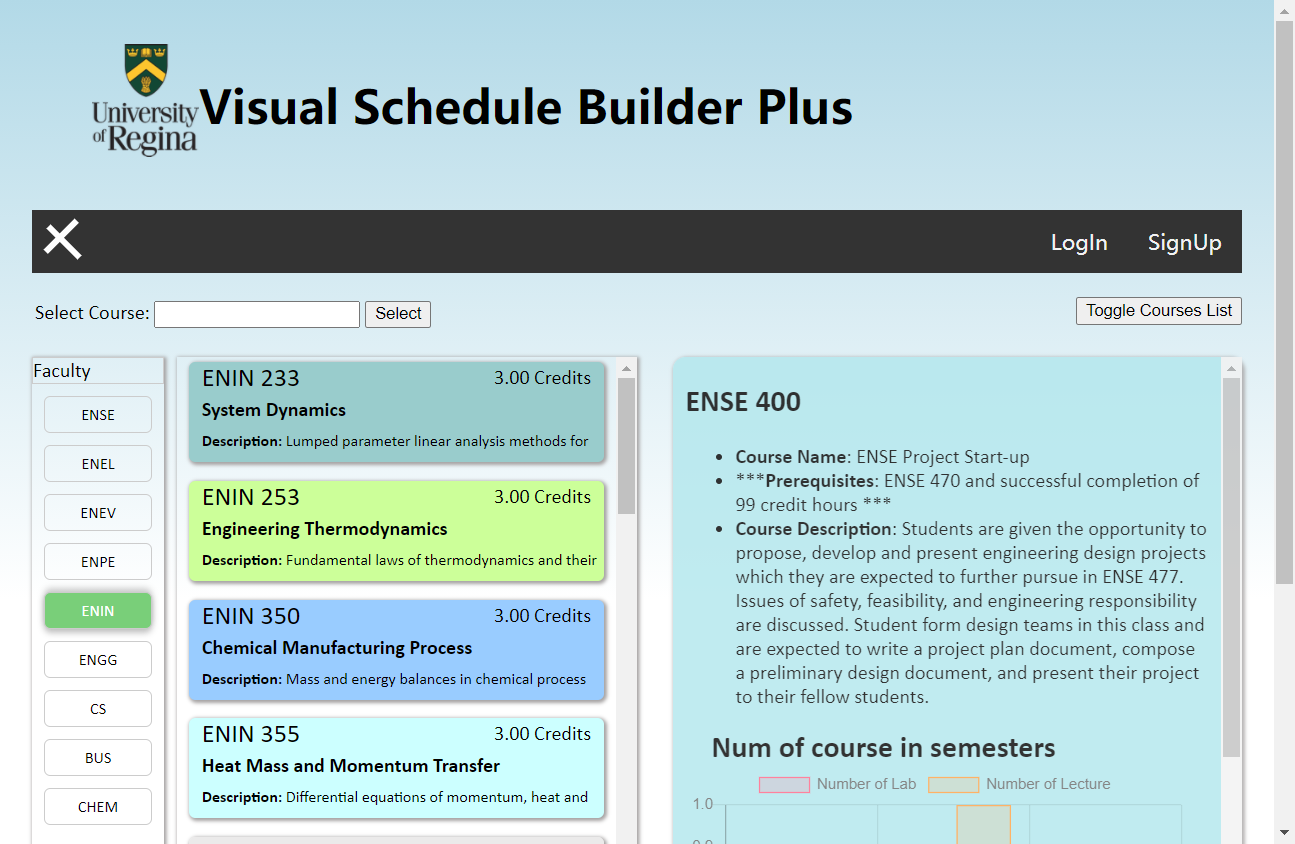 University
of Regina
Visual Schedule Builder Plus
LogIn
SignUp
Select Course:
Select
Toggle Courses List
Faculty
ENSE
ENEL
ENEV
ENPE
ENIN
ENGG
CS
BUS
CHEM
ENIN 233
3.00 Credits
System Dynamics
Description: Lumped parameter linear analysis methods for
ENIN 253
3.00 Credits
Engineering Thermodynamics
Description: Fundamental laws of thermodynamics and their
ENIN 350
3.00 Credits
Chemical Manufacturing Process
Description: Mass and energy balances in chemical process
ENIN 355
3.00 Credits
Heat Mass and Momentum Transfer
Description: Differential equations of momentum, heat and
ENSE 400
• Course Name: ENSE Project Start-up
• ***Prerequisites: ENSE 470 and successful completion of
99 credit hours ***
• Course Description: Students are given the opportunity to
propose, develop and present engineering design projects
which they are expected to further pursue in ENSE 477.
Issues of safety, feasibility, and engineering responsibility
are discussed. Student form design teams in this class and
are expected to write a project plan document, compose
a preliminary design document, and present their project
to their fellow students.
Num of course in semesters
Number of Lab
Number of Lecture
1.0